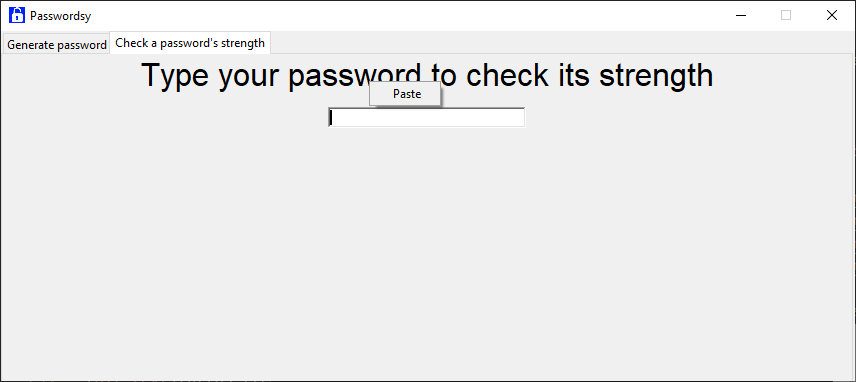 Passwordsy
Generate password
Check a password's strength
Type your password to check its strength
Paste